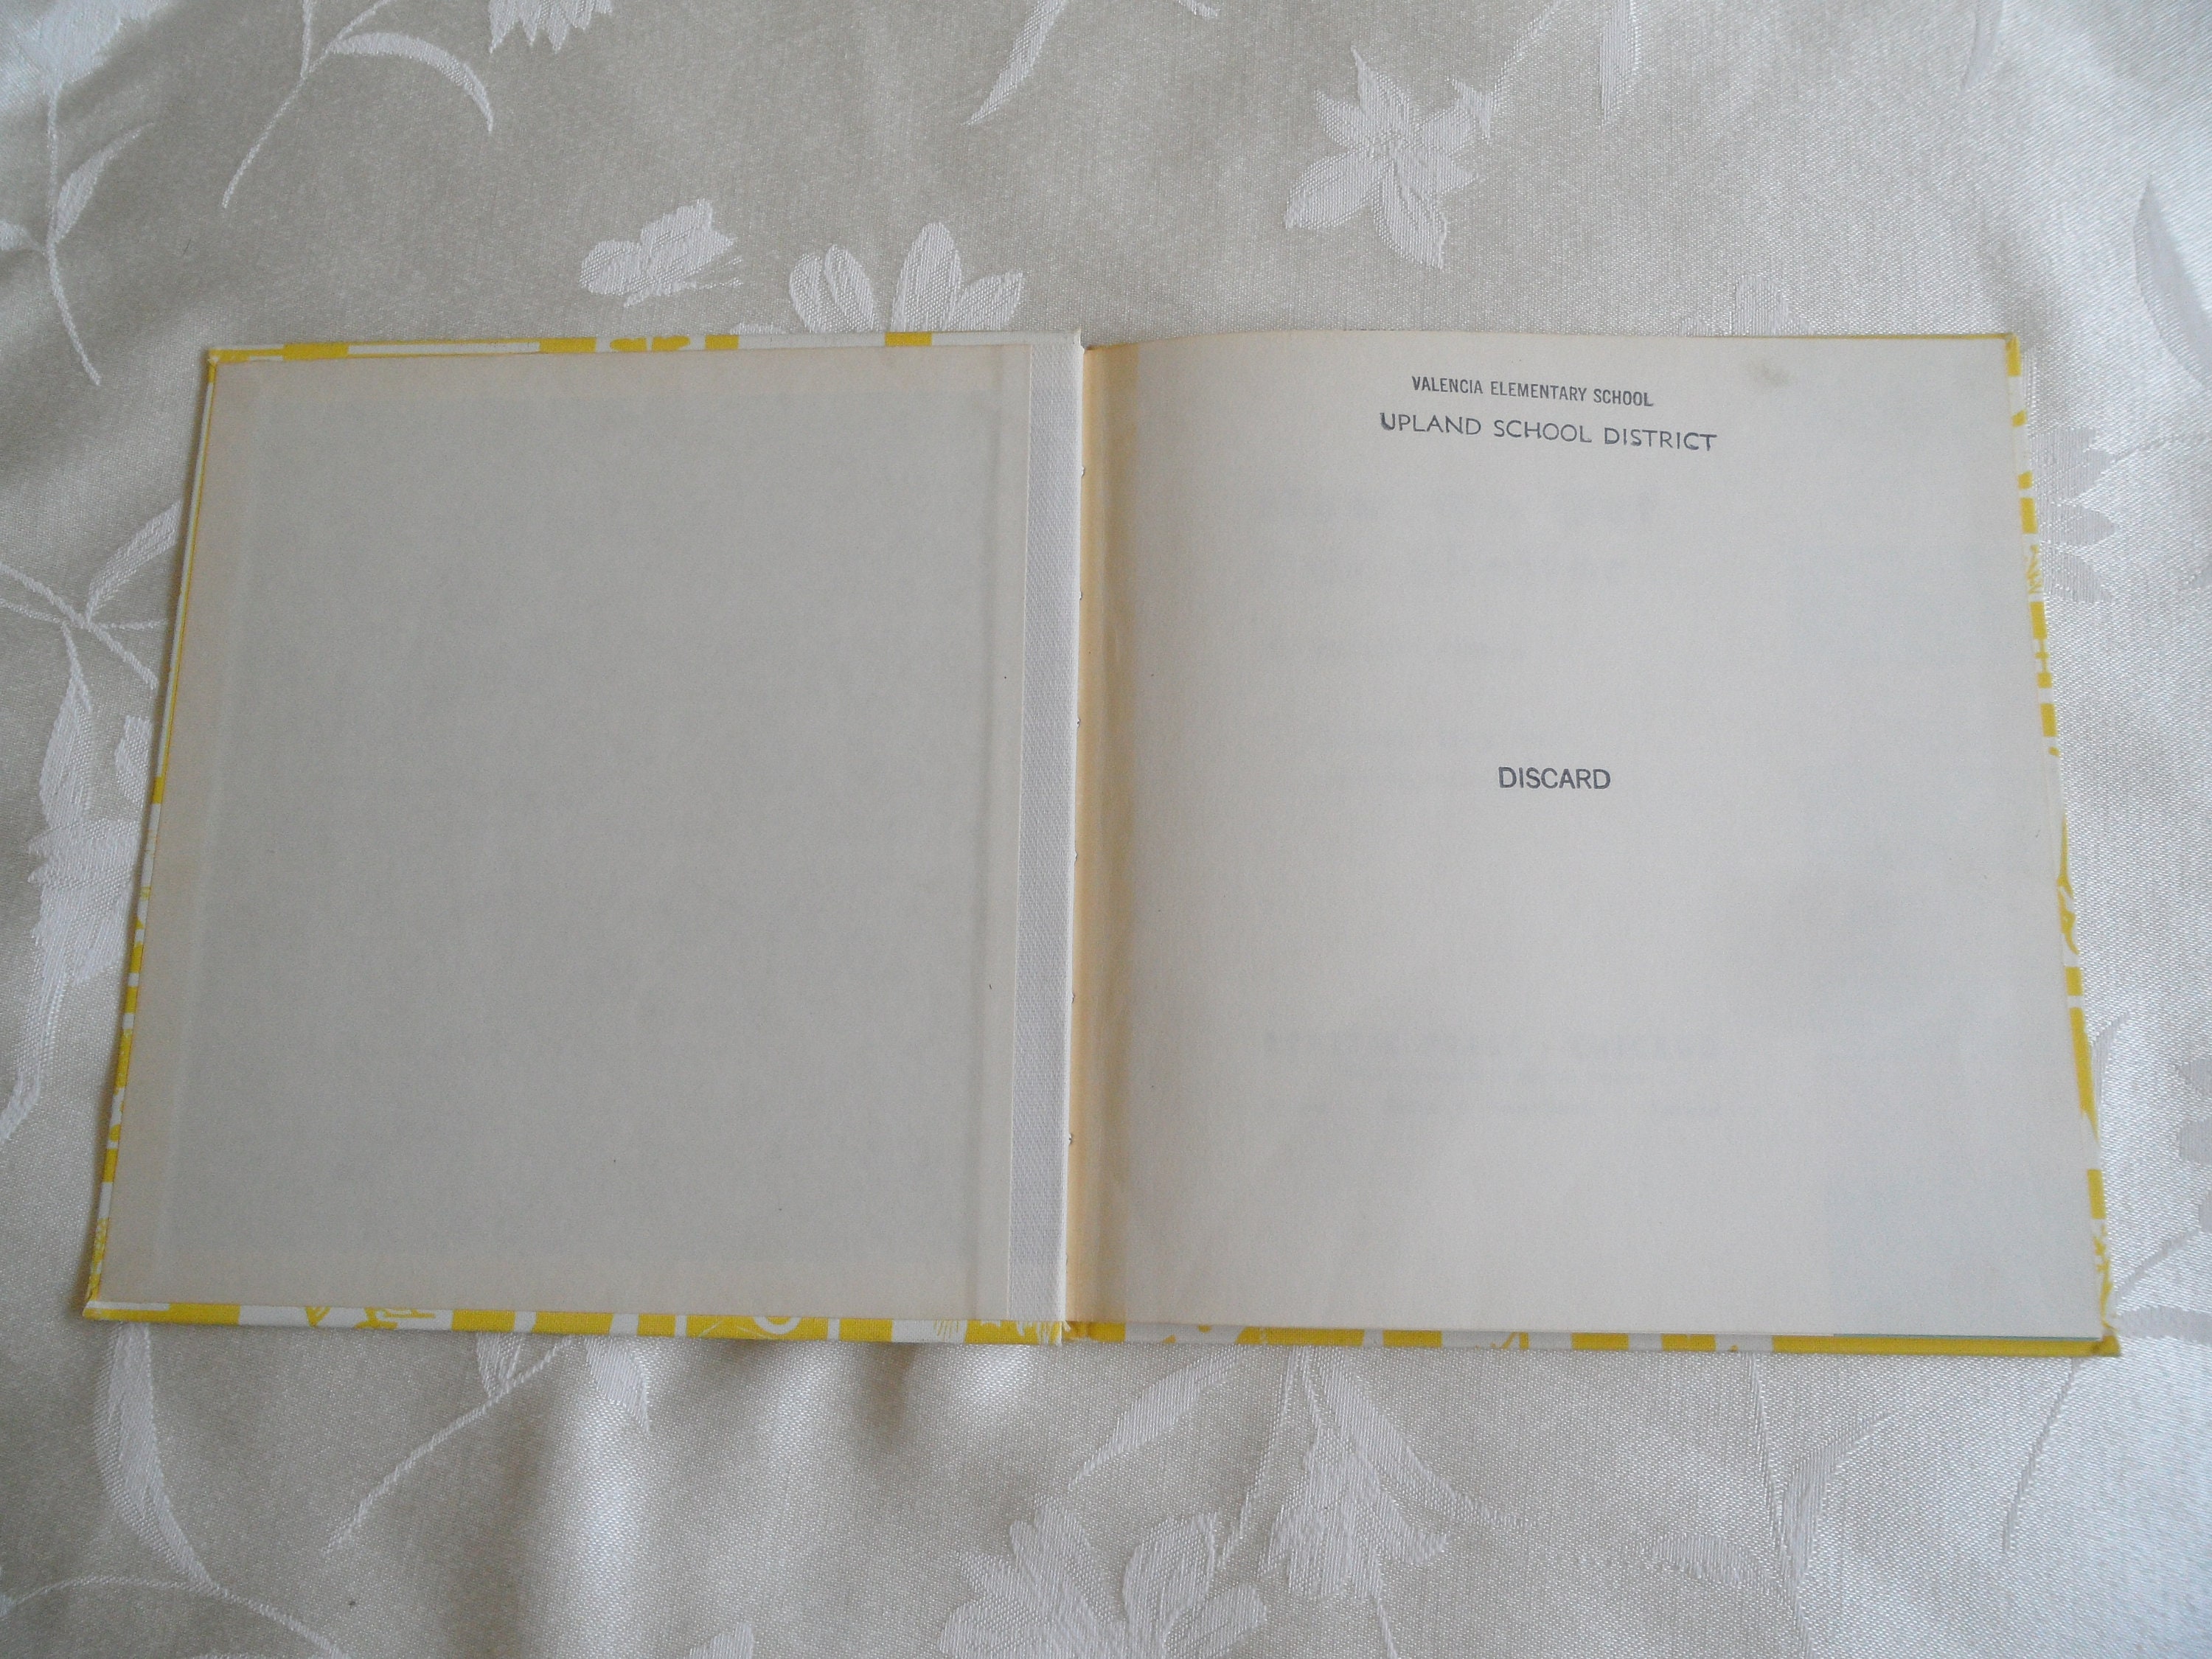 VALENCIA ELEMENTARY SCHOOL
UPLAND SCHOOL DISTRICT
DISCARD